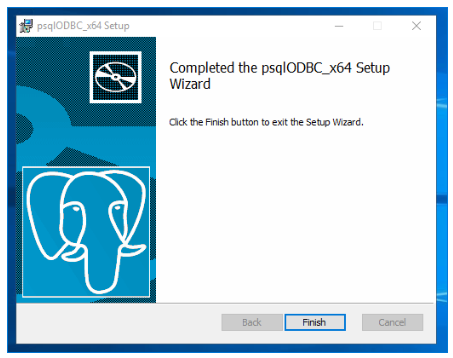 psqlODBC_x64 Setup
Completed the psqlODBC_x64 Setup
Wizard
Click the Finish button to exit the Setup Wizard.
Back
Finish
Cancel